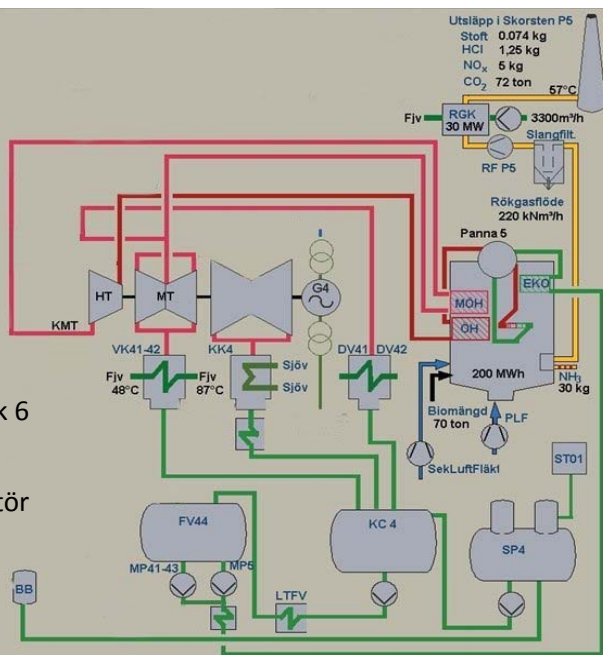 Utsläpp i Skorsten P5
Stoft 0.074 kg
HCl 1,25 kg
NOx 5 kg
CO2 72 ton
57°C
Fjv
RGK
30 MW
3300m³/h
Slangfilt.
RF P5
Rökgasflöde
220 kNm³/h
Panna 5
EKO
MÖH
ÖH
HT
MT
G4
KMT
VK41-42
KK4
DV41
DV42
Fjv
48°C
Fjv
87°C
Sjöv
Sjöv
200 MWh
NH3
30 kg
Biomängd
70 ton
PLF
SekLuftFläkt
k 6
tör
ST01
FV44
KC 4
SP4
MP41-43
MP5
BB
LTFV